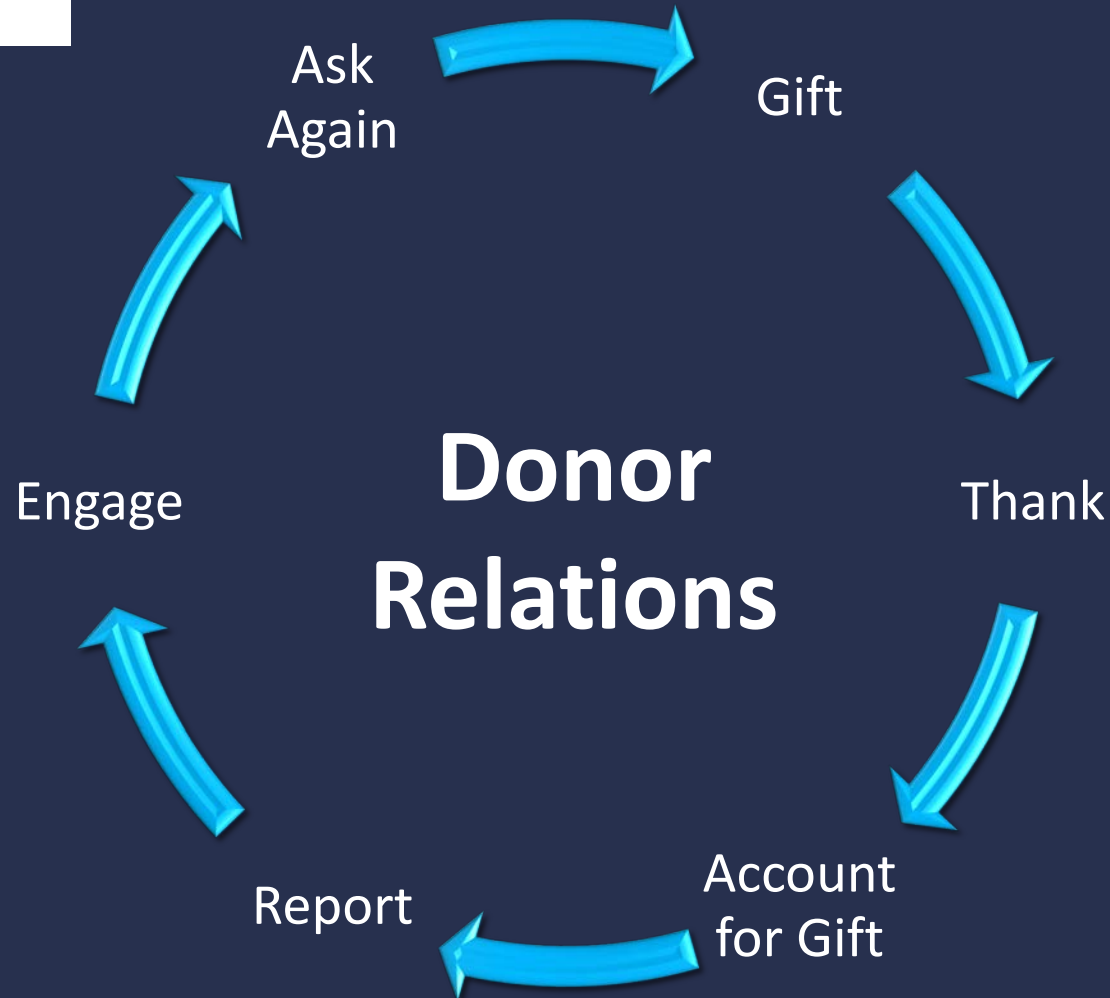 Ask
Again
Gift
Thank
Account
for Gift
Report
Engage
Donor
Relations